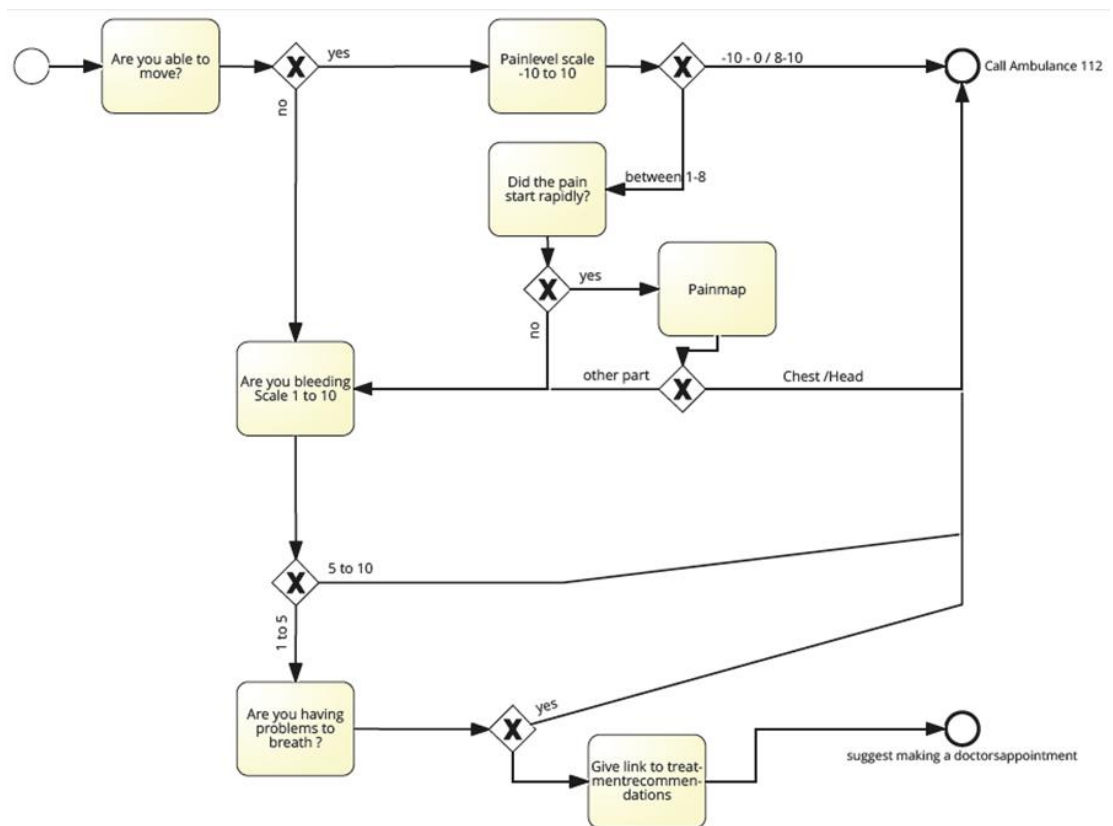 Are you able to
move?
yes
no
Painlevel scale
-10 to 10
-10 - 0 / 8-10
Call Ambulance 112
between 1-8
Did the pain
start rapidly?
yes
no
Painmap
other part
Chest /Head
Are you bleeding
Scale 1 to 10
5 to 10
1 to 5
Are you having
problems to
breath ?
yes
Give link to treat-
mentrecommen-
dations
suggest making a doctorsappointment